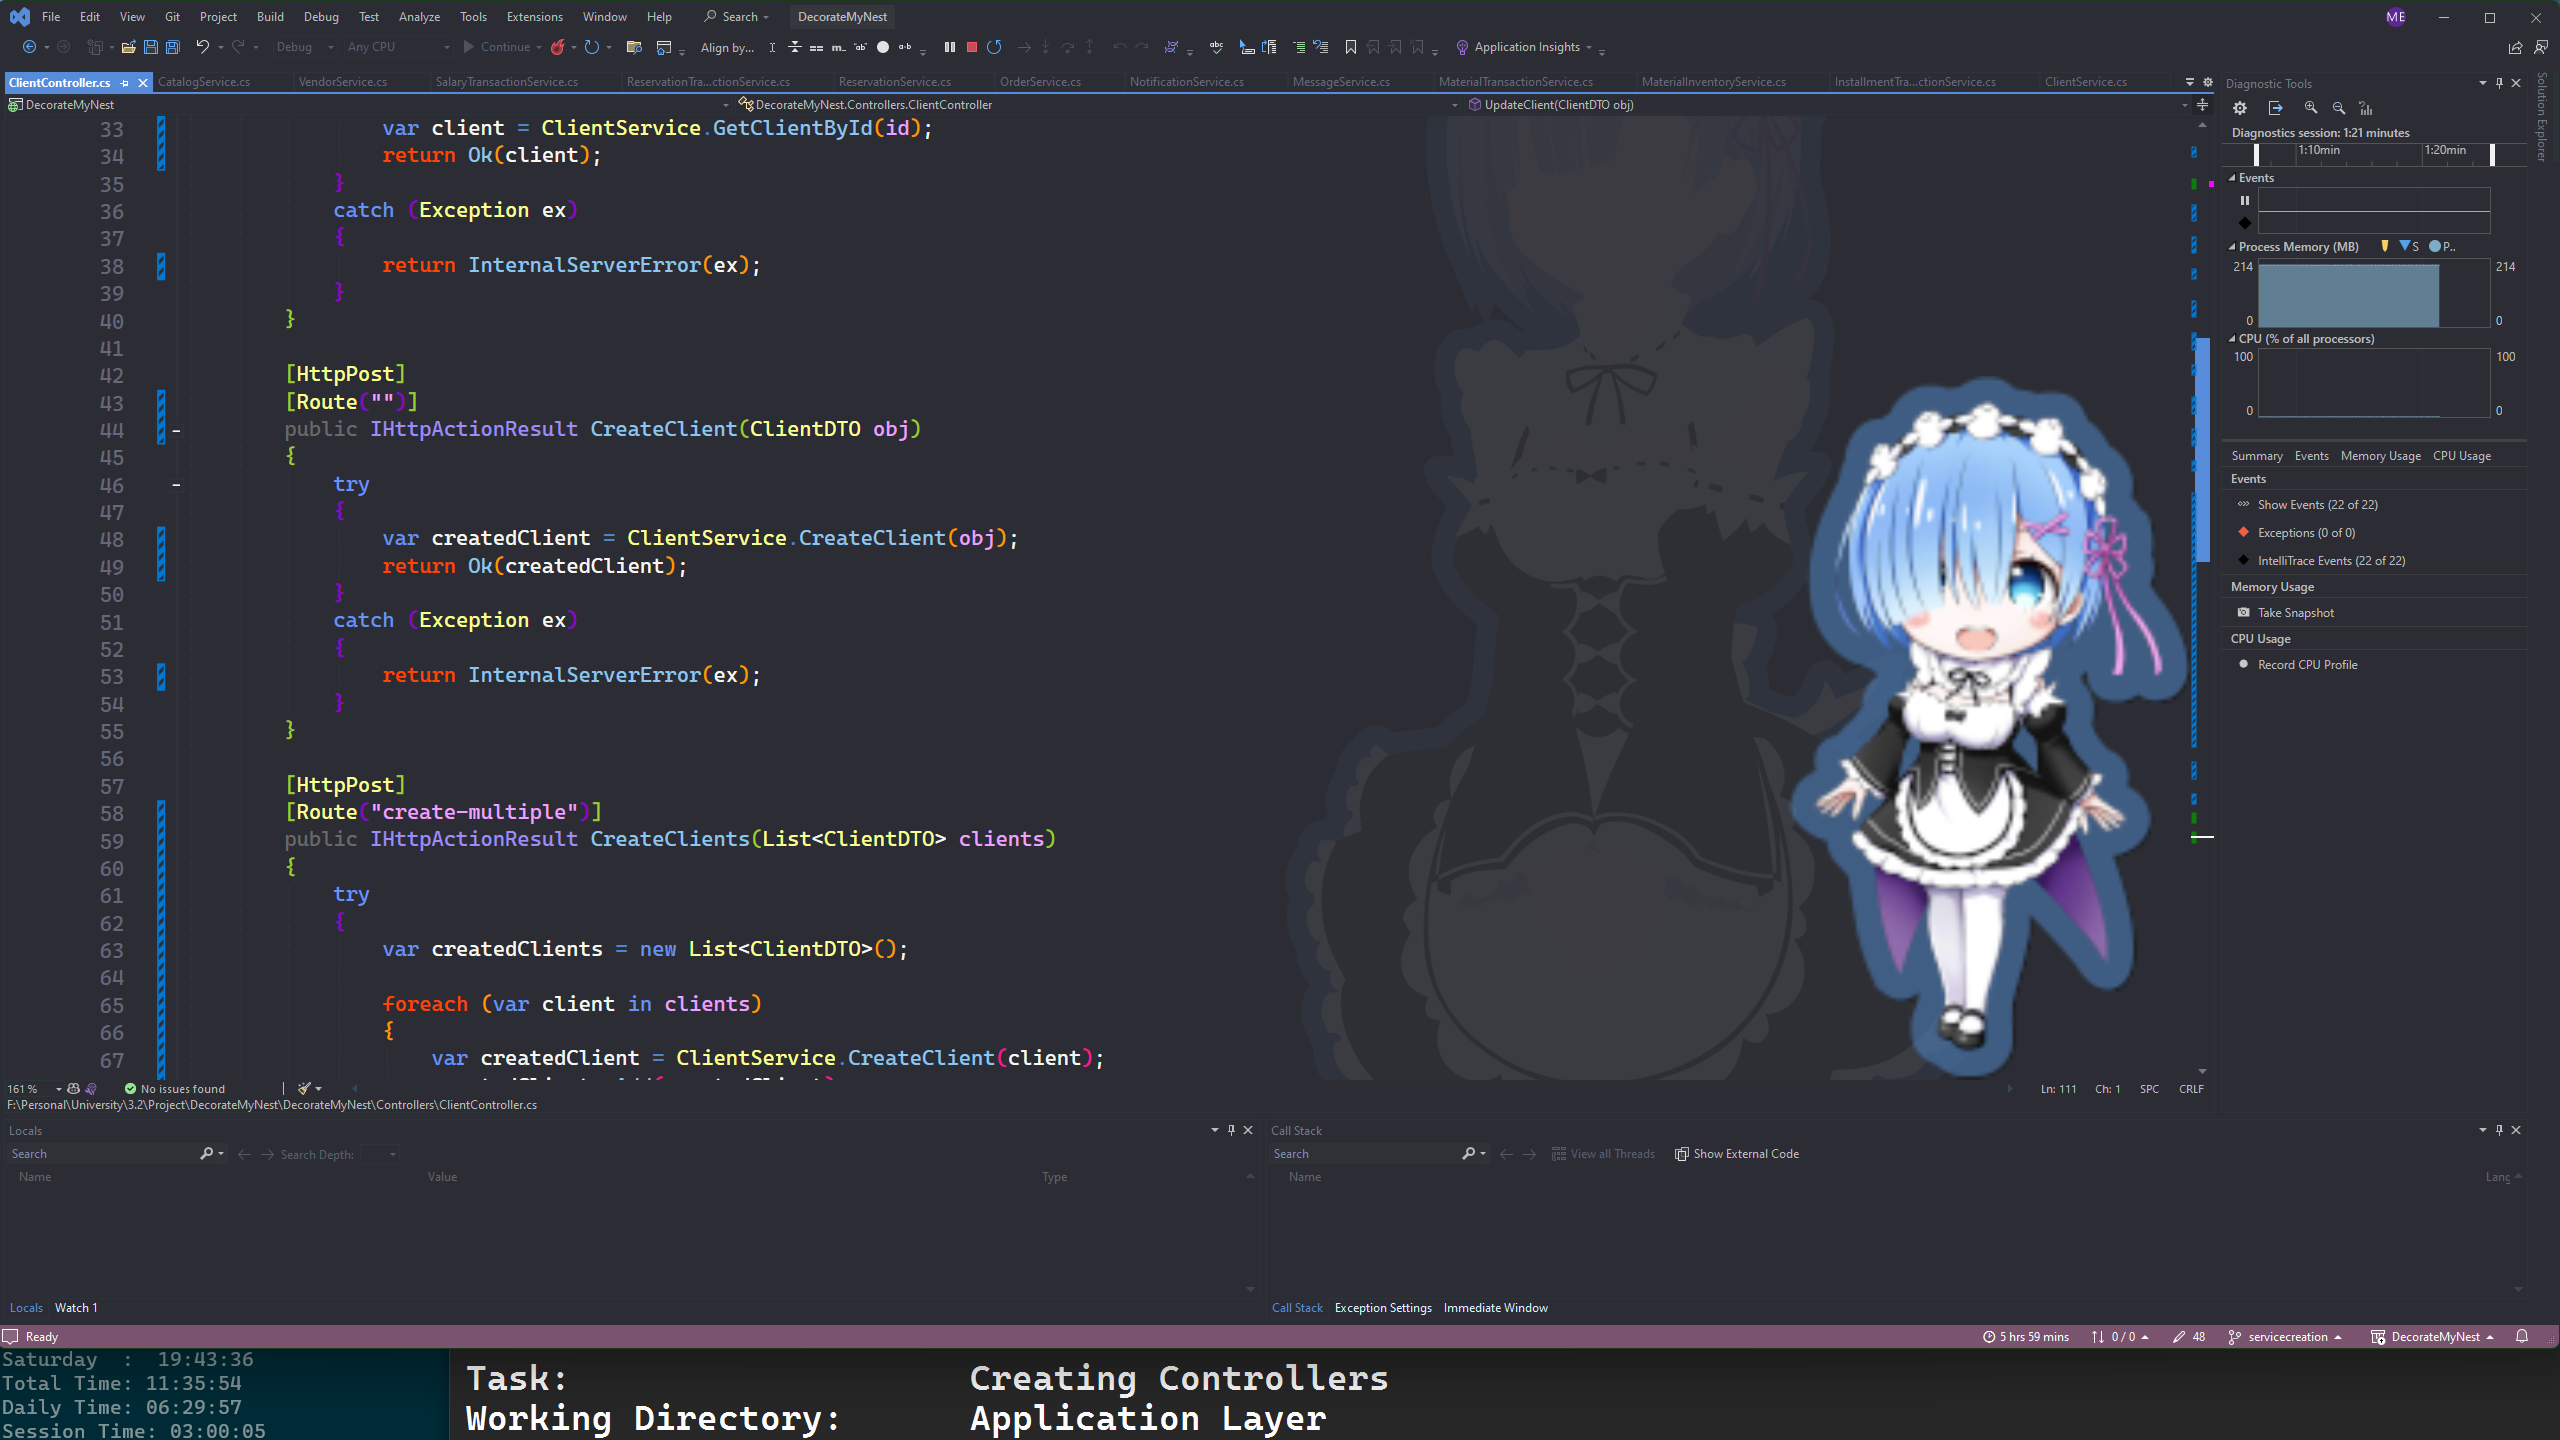 File Edit View Git Project Build Debug Test Analyze Tools Extensions Window Help Search DecorateMyNest ME
Debug Any CPU Continue Align by... Application Insights
ClientController.cs CatalogService.cs VendorService.cs SalaryTransactionService.cs ReservationTra...ctionService.cs ReservationService.cs OrderService.cs NotificationService.cs MessageService.cs MaterialTransactionService.cs MaterialInventoryService.cs InstallmentTra...ctionService.cs ClientService.cs
DecorateMyNest DecorateMyNest.Controllers.ClientController UpdateClient(ClientDTO obj)
33 var client = ClientService.GetClientById(id);
34 return Ok(client);
35 }
36 catch (Exception ex)
37 {
38 return InternalServerError(ex);
39 }
40 }
41
42 [HttpPost]
43 [Route("")]
44 public IHttpActionResult CreateClient(ClientDTO obj)
45 {
46 try
47 {
48 var createdClient = ClientService.CreateClient(obj);
49 return Ok(createdClient);
50 }
51 catch (Exception ex)
52 {
53 return InternalServerError(ex);
54 }
55 }
56
57 [HttpPost]
58 [Route("create-multiple")]
59 public IHttpActionResult CreateClients(List<ClientDTO> clients)
60 {
61 try
62 {
63 var createdClients = new List<ClientDTO>();
64
65 foreach (var client in clients)
66 {
67 var createdClient = ClientService.CreateClient(client);
161 % No issues found Ln: 111 Ch: 1 SPC CRLF
F:\Personal\University\3.2\Project\DecorateMyNest\DecorateMyNest\Controllers\ClientController.cs
Diagnostic Tools
Diagnostics session: 1:21 minutes
1:10min 1:20min
Events
Process Memory (MB) S P..
214 214
0 0
CPU (% of all processors)
100 100
0 0
Summary Events Memory Usage CPU Usage
Events
Show Events (22 of 22)
Exceptions (0 of 0)
IntelliTrace Events (22 of 22)
Memory Usage
Take Snapshot
CPU Usage
Record CPU Profile
Solution Explorer
Locals
Search Search Depth:
Name Value Type
Locals Watch 1
Call Stack
Search View all Threads Show External Code
Name Lang
Call Stack Exception Settings Immediate Window
Ready 5 hrs 59 mins 0 / 0 48 servicecreation DecorateMyNest
Saturday : 19:43:36
Total Time: 11:35:54
Daily Time: 06:29:57
Session Time: 03:00:05
Task: Creating Controllers
Working Directory: Application Layer